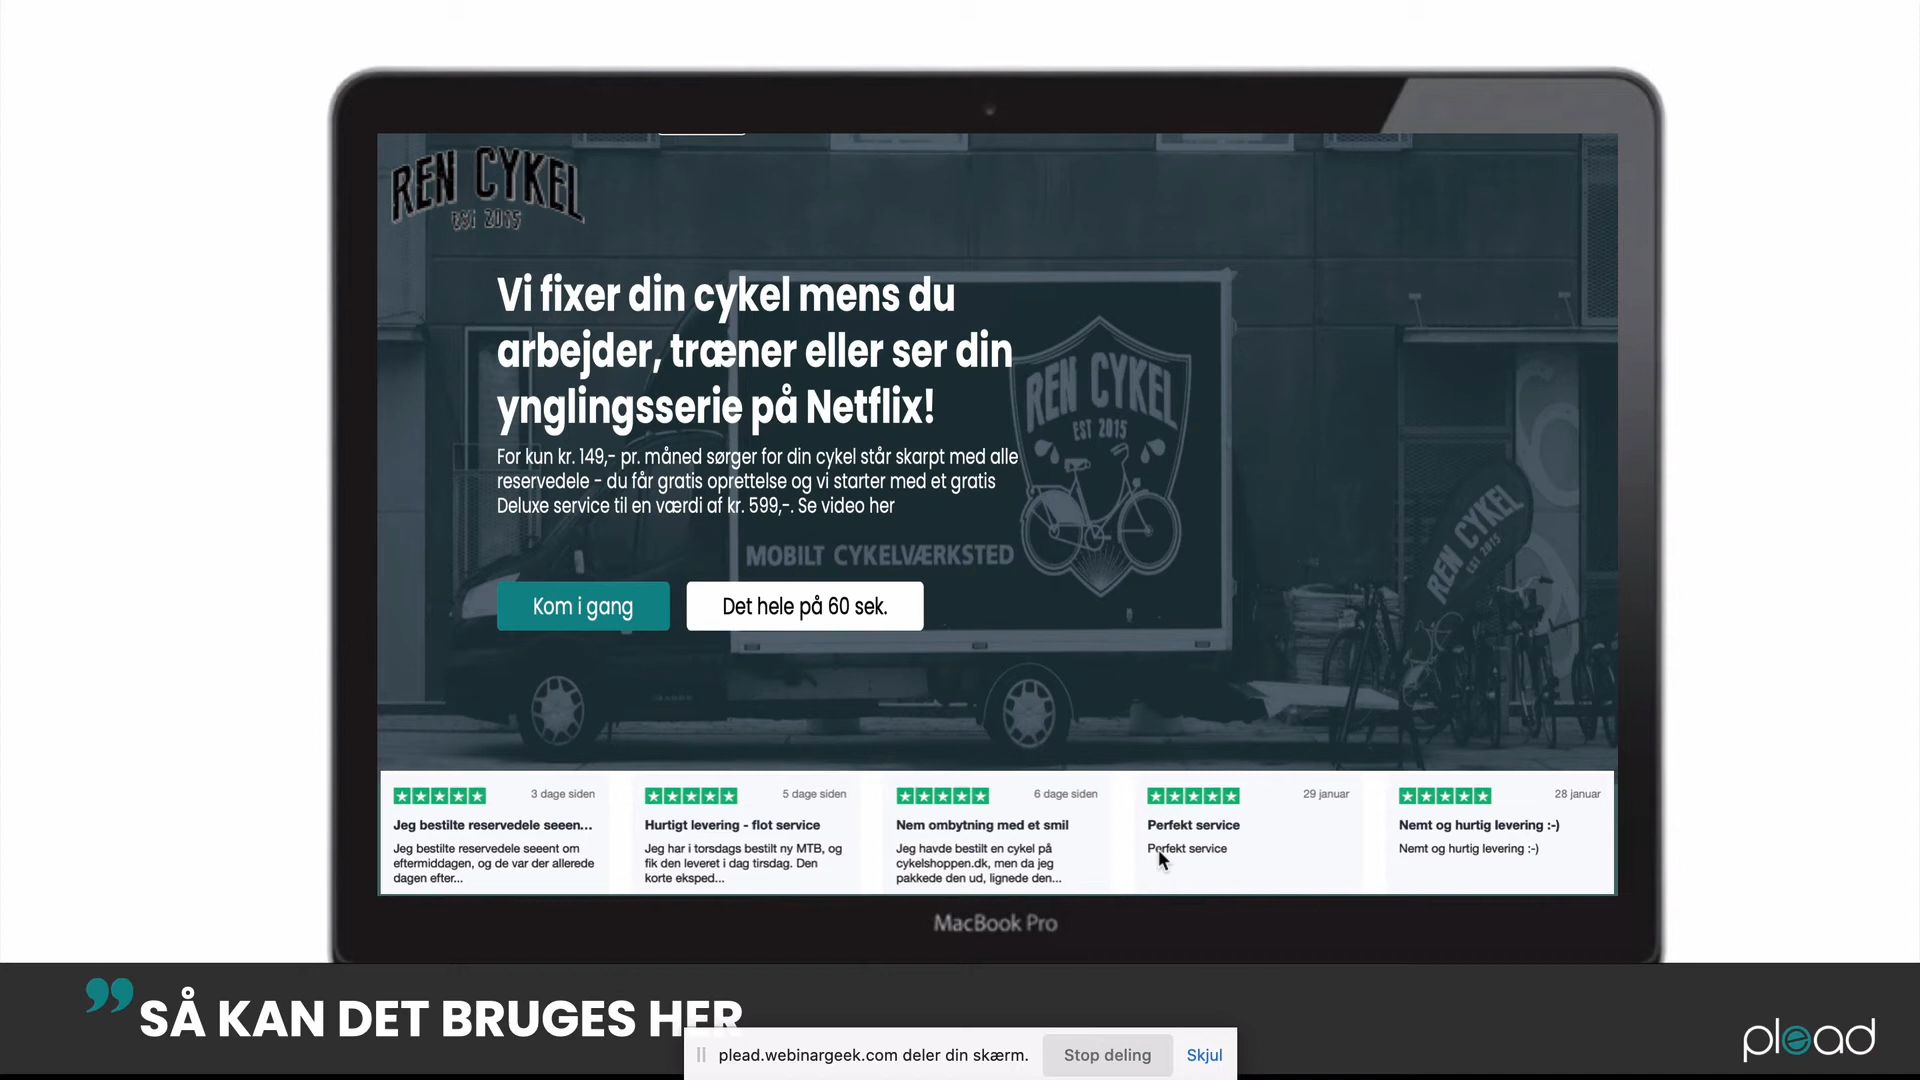 REN CYKEL
EST 2015
Vi fixer din cykel mens du
arbejder, træner eller ser din
ynglingsserie på Netflix!
For kun kr. 149,- pr. måned sørger for din cykel står skarpt med alle
reservedele - du får gratis oprettelse og vi starter med et gratis
Deluxe service til en værdi af kr. 599,-. Se video her
REN CYKEL
EST 2015
MOBILT CYKELVÆRKSTED
REN CYKEL
EST 2015
Kom i gang
Det hele på 60 sek.
3 dage siden
Jeg bestilte reservedele seeen...
Jeg bestilte reservedele seeent om
eftermiddagen, og de var der allerede
dagen efter...
5 dage siden
Hurtigt levering - flot service
Jeg har i torsdags bestilt ny MTB, og
fik den leveret i dag tirsdag. Den
korte eksped...
6 dage siden
Nem ombytning med et smil
Jeg havde bestilt en cykel på
cykelshoppen.dk, men da jeg
pakkede den ud, lignede den...
29 januar
Perfekt service
Perfekt service
28 januar
Nemt og hurtig levering :-)
Nemt og hurtig levering :-)
MacBook Pro
SÅ KAN DET BRUGES HER
plead.webinargeek.com deler din skærm.
Stop deling
Skjul
plead